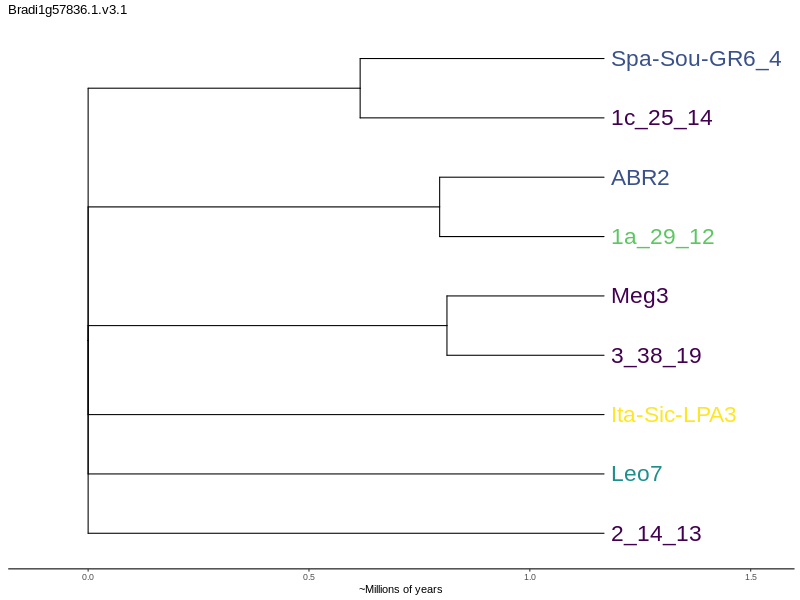 Bradi1g57836.1.v3.1
Spa-Sou-GR6_4
1c_25_14
ABR2
1a_29_12
Meg3
3_38_19
Ita-Sic-LPA3
Leo7
2_14_13
0.0 0.5 1.0 1.5
~Millions of years